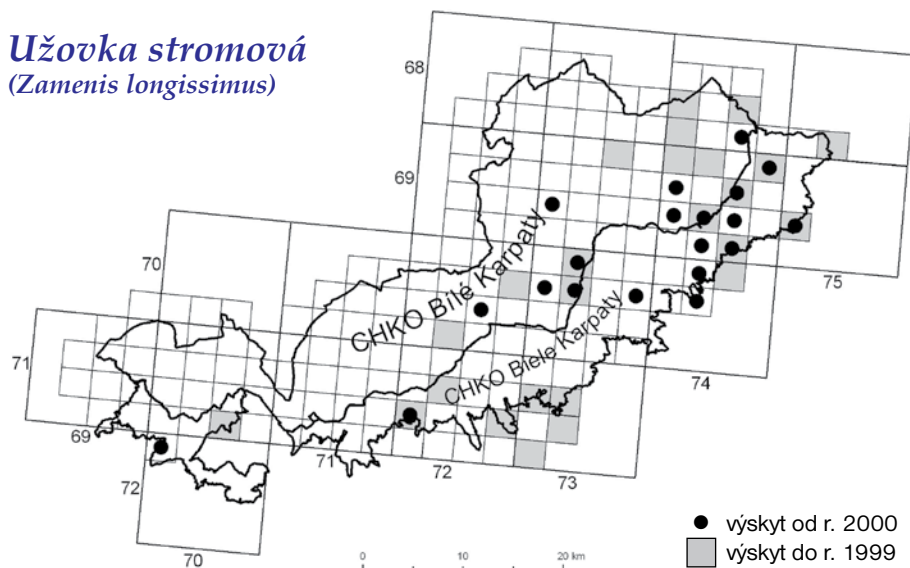 Užovka stromová
(Zamenis longissimus)
68
69
70
71
72
69
70
71
72
73
74
75
CHKO Bílé Karpaty
CHKO Biele Karpaty
0 10 20 km
výskyt od r. 2000
výskyt do r. 1999